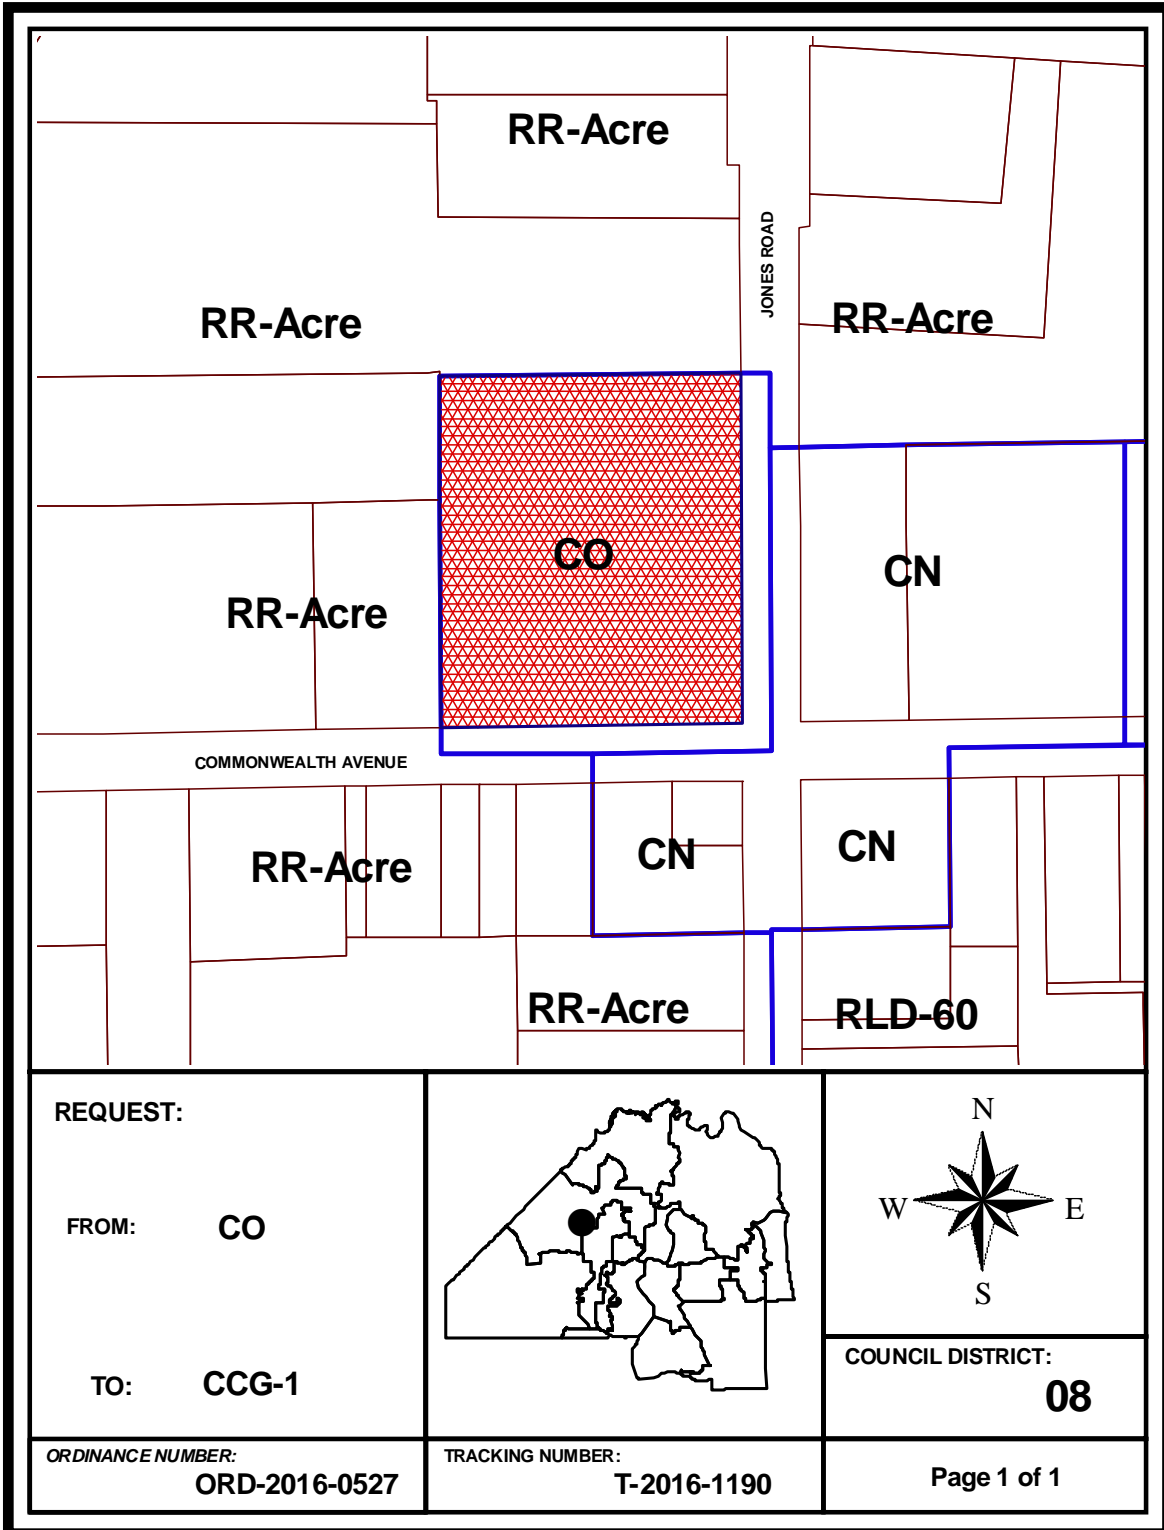 RR-Acre
JONES ROAD
RR-Acre
RR-Acre
CO
CN
RR-Acre
COMMONWEALTH AVENUE
RR-Acre
CN
CN
RR-Acre
RLD-60
REQUEST:
FROM: CO
TO: CCG-1
N
W E
S
COUNCIL DISTRICT:
08
ORDINANCE NUMBER:
ORD-2016-0527
TRACKING NUMBER:
T-2016-1190
Page 1 of 1